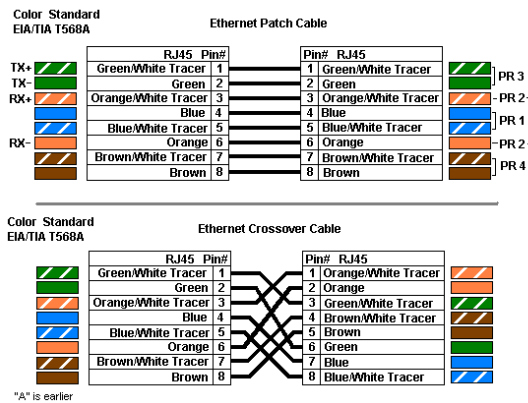 Color Standard
EIA/TIA T568A
Ethernet Patch Cable
RJ45 Pin#
Pin# RJ45
TX+ Green/White Tracer 1 1 Green/White Tracer
TX- Green 2 2 Green PR 3
RX+ Orange/White Tracer 3 3 Orange/White Tracer PR 2
Blue 4 4 Blue
Blue/White Tracer 5 5 Blue/White Tracer PR 1
RX- Orange 6 6 Orange PR 2
Brown/White Tracer 7 7 Brown/White Tracer
Brown 8 8 Brown PR 4
Color Standard
EIA/TIA T568A
Ethernet Crossover Cable
RJ45 Pin#
Pin# RJ45
Green/White Tracer 1 1 Orange/White Tracer
Green 2 2 Orange
Orange/White Tracer 3 3 Green/White Tracer
Blue 4 4 Brown/White Tracer
Blue/White Tracer 5 5 Brown
Orange 6 6 Green
Brown/White Tracer 7 7 Blue
Brown 8 8 Blue/White Tracer
"A" is earlier